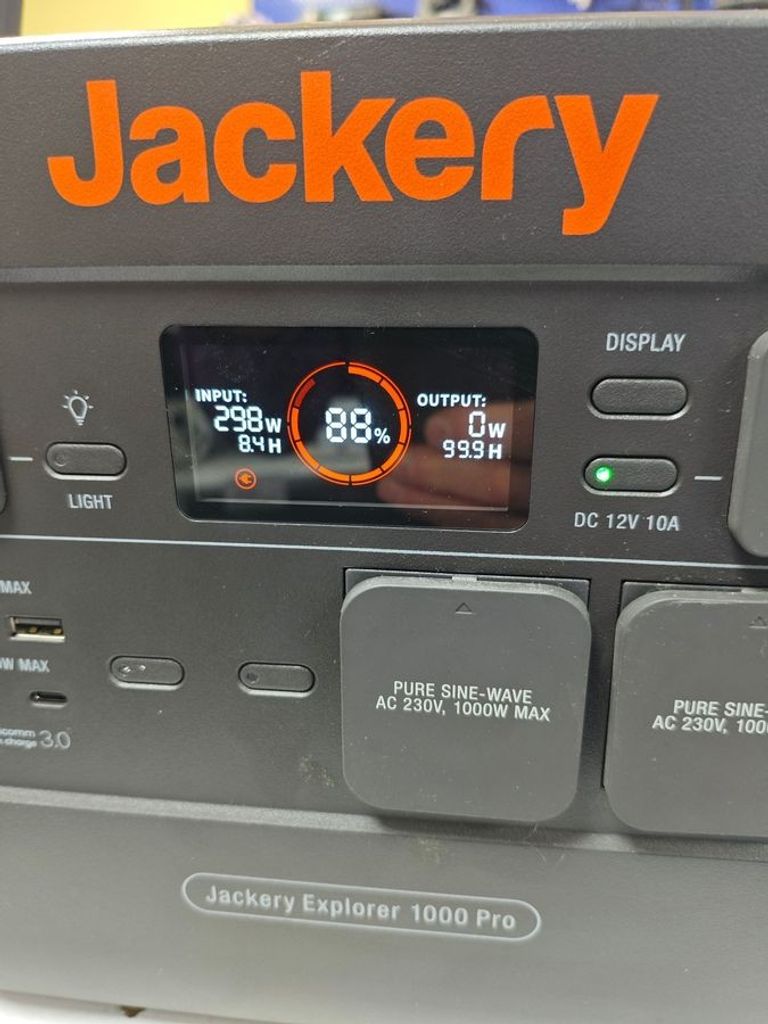 Jackery
DISPLAY
INPUT:
298W
8.4H
88%
OUTPUT:
0W
99.9H
LIGHT
DC 12V 10A
MAX
W MAX
3.0
PURE SINE-WAVE
AC 230V, 1000W MAX
PURE SINE-
AC 230V, 100
Jackery Explorer 1000 Pro